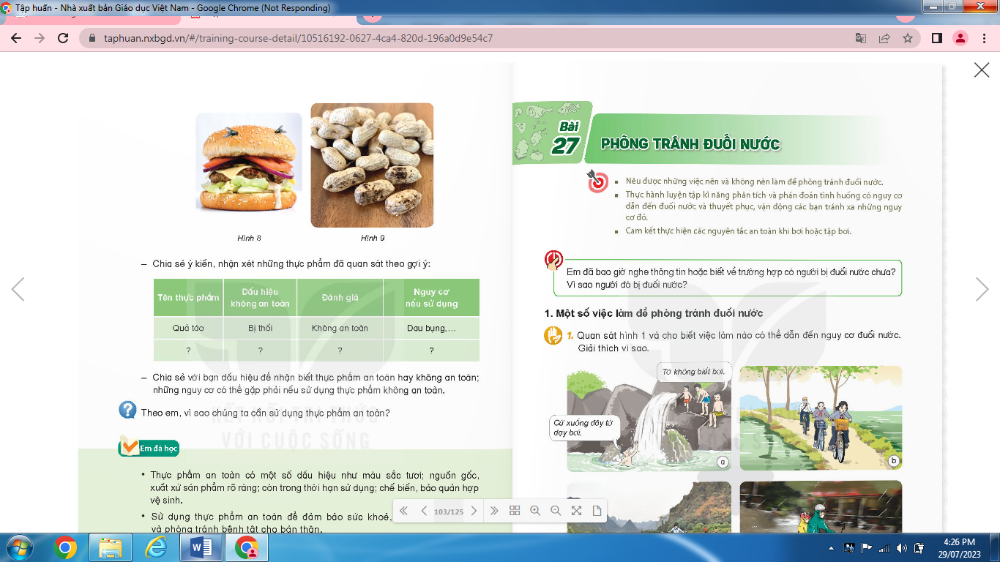 Tập huấn - Nhà xuất bản Giáo dục Việt Nam - Google Chrome (Not Responding)
taphuan.nxbgd.vn/#/training-course-detail/10516192-0627-4ca4-820d-196a0d9e54c7
Hình 8
Hình 9
– Chia sẻ ý kiến, nhận xét những thực phẩm đã quan sát theo gợi ý:
Tên thực phẩm
Dấu hiệu
không an toàn
Đánh giá
Nguy cơ
nếu sử dụng
Quả táo
Bị thối
Không an toàn
Đau bụng,...
? ? ? ?
– Chia sẻ với bạn dấu hiệu để nhận biết thực phẩm an toàn hay không an toàn;
những nguy cơ có thể gặp phải nếu sử dụng thực phẩm không an toàn.
? Theo em, vì sao chúng ta cần sử dụng thực phẩm an toàn?
KẾT NỐI TRI THỨC
VỚI CUỘC SỐNG
Em đã học
• Thực phẩm an toàn có một số dấu hiệu như màu sắc tươi; nguồn gốc,
xuất xứ sản phẩm rõ ràng; còn trong thời hạn sử dụng; chế biến, bảo quản hợp
vệ sinh.
• Sử dụng thực phẩm an toàn để đảm bảo sức khoẻ,
và phòng tránh bệnh tật cho bản thân.
Bài
27
PHÒNG TRÁNH ĐUỐI NƯỚC
▪ Nêu được những việc nên và không nên làm để phòng tránh đuối nước.
▪ Thực hành luyện tập kĩ năng phân tích và phán đoán tình huống có nguy cơ
dẫn đến đuối nước và thuyết phục, vận động các bạn tránh xa những nguy
cơ đó.
▪ Cam kết thực hiện các nguyên tắc an toàn khi bơi hoặc tập bơi.
Em đã bao giờ nghe thông tin hoặc biết về trường hợp có người bị đuối nước chưa?
Vì sao người đó bị đuối nước?
1. Một số việc làm để phòng tránh đuối nước
1. Quan sát hình 1 và cho biết việc làm nào có thể dẫn đến nguy cơ đuối nước.
Giải thích vì sao.
Tớ không biết bơi.
Cứ xuống đây tớ
dạy bơi.
a
b
103/125
4:26 PM
29/07/2023